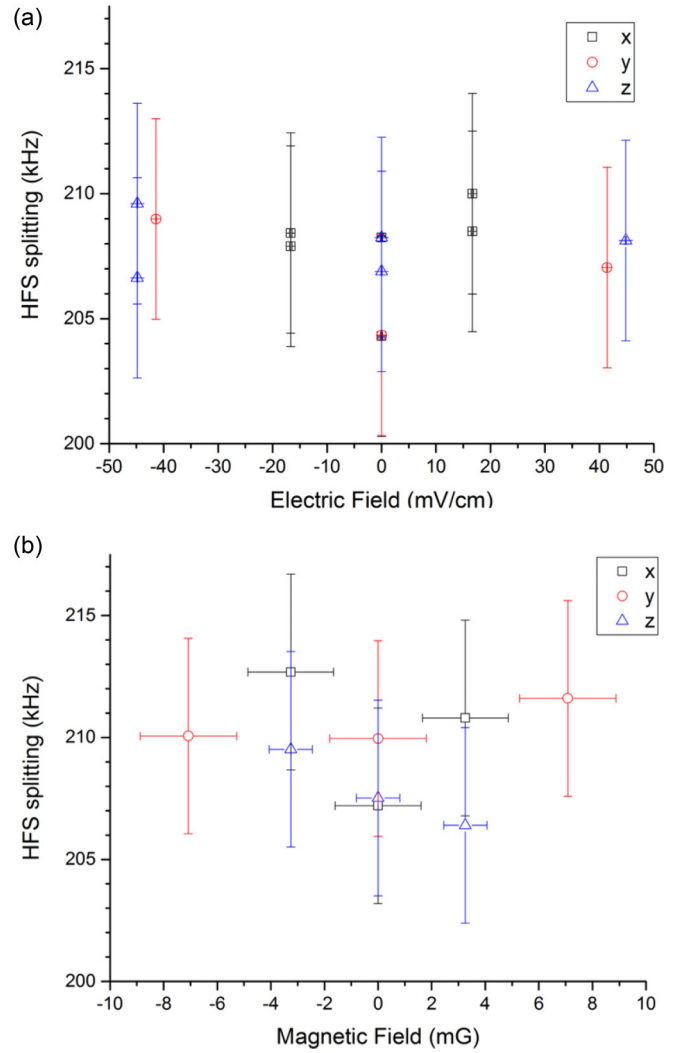 (a)
x
y
z
HFS splitting (kHz)
215
210
205
200
-50 -40 -30 -20 -10 0 10 20 30 40 50
Electric Field (mV/cm)
(b)
x
y
z
HFS splitting (kHz)
215
210
205
200
-10 -8 -6 -4 -2 0 2 4 6 8 10
Magnetic Field (mG)